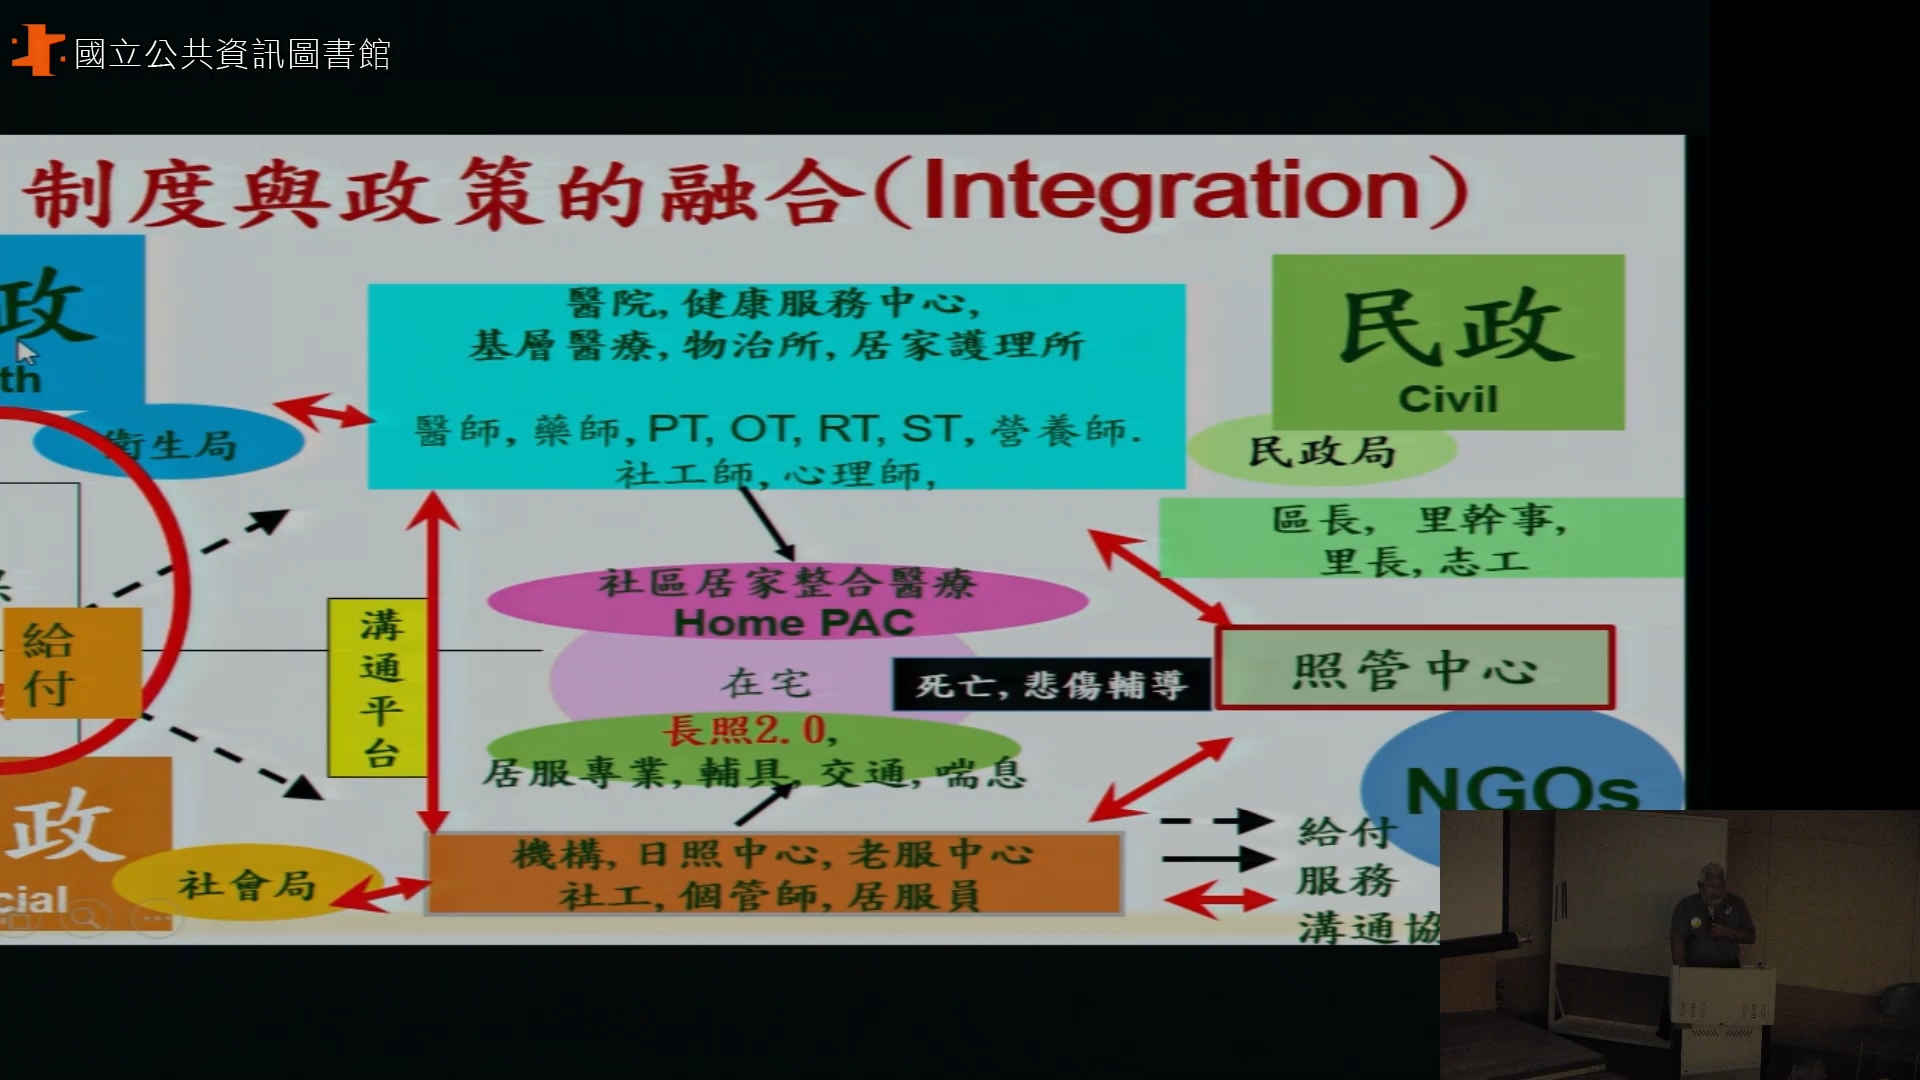 國立公共資訊圖書館
制度與政策的融合(Integration)
政
th
衛生局
醫院, 健康服務中心,
基層醫療, 物治所, 居家護理所
醫師, 藥師, PT, OT, RT, ST, 營養師.
社工師, 心理師,
民政
Civil
民政局
區長, 里幹事,
里長, 志工
給付
溝通平台
社區居家整合醫療
Home PAC
在宅
死亡, 悲傷輔導
照管中心
長照2.0,
居服專業, 輔具, 交通, 喘息
NGOs
政
cial
社會局
機構, 日照中心, 老服中心
社工, 個管師, 居服員
給付
服務
溝通協